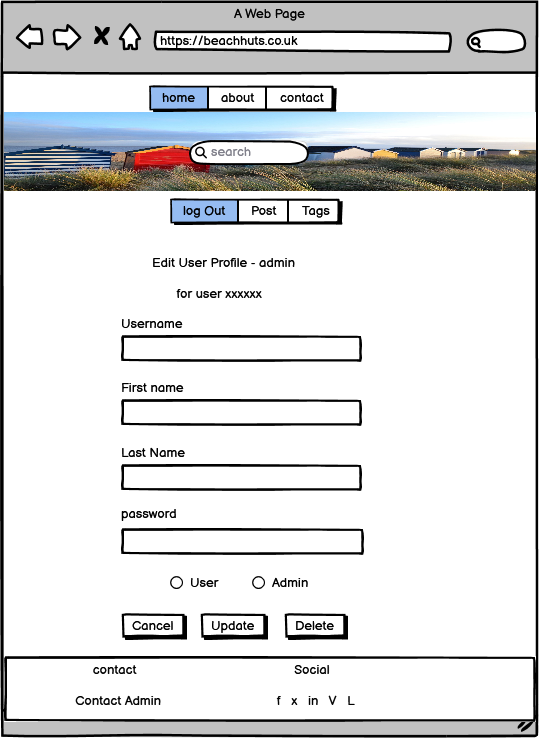 A Web Page
https://beachhuts.co.uk
home about contact
search
log Out Post Tags
Edit User Profile - admin
for user xxxxxx
Username
First name
Last Name
password
User Admin
Cancel Update Delete
contact Social
Contact Admin f x in V L